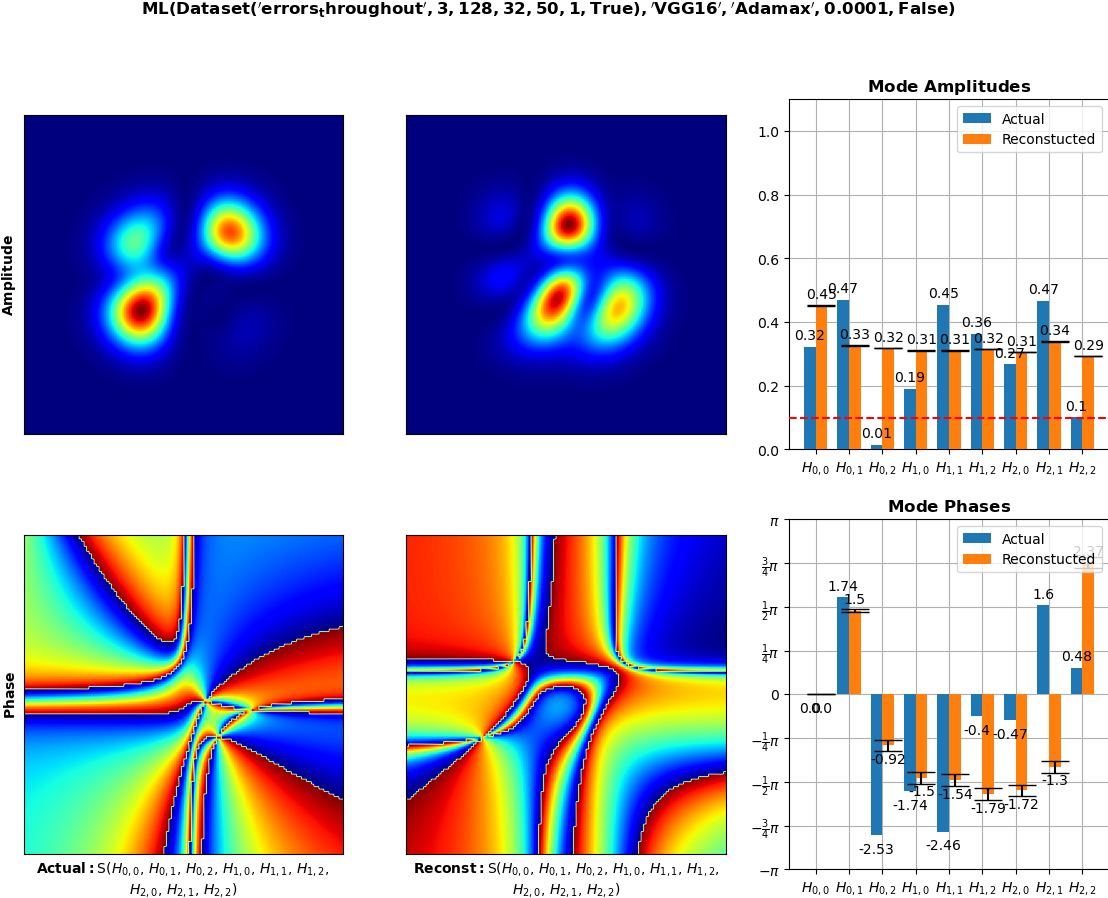 ML(Dataset('errors_throughout', 3, 128, 32, 50, 1, True), 'VGG16', 'Adamax', 0.0001, False)
Amplitude
Mode Amplitudes
Actual
Reconstucted
1.0
0.8
0.6
0.4
0.2
0.0
0.32 0.47 0.01 0.19 0.45 0.36 0.27 0.47 0.1
0.45 0.33 0.32 0.31 0.31 0.32 0.31 0.34 0.29
H0,0 H0,1 H0,2 H1,0 H1,1 H1,2 H2,0 H2,1 H2,2
Phase
Mode Phases
Actual
Reconstucted
π
3/4π
1/2π
1/4π
0
−1/4π
−1/2π
−3/4π
−π
0.0 1.74 -2.53 -1.74 -2.46 -0.4 -0.47 1.6 0.48
0.0 1.5 -0.92 -1.5 -1.54 -1.79 -1.72 -1.3 2.37
H0,0 H0,1 H0,2 H1,0 H1,1 H1,2 H2,0 H2,1 H2,2
Actual: S(H0,0, H0,1, H0,2, H1,0, H1,1, H1,2,
H2,0, H2,1, H2,2)
Reconst: S(H0,0, H0,1, H0,2, H1,0, H1,1, H1,2,
H2,0, H2,1, H2,2)